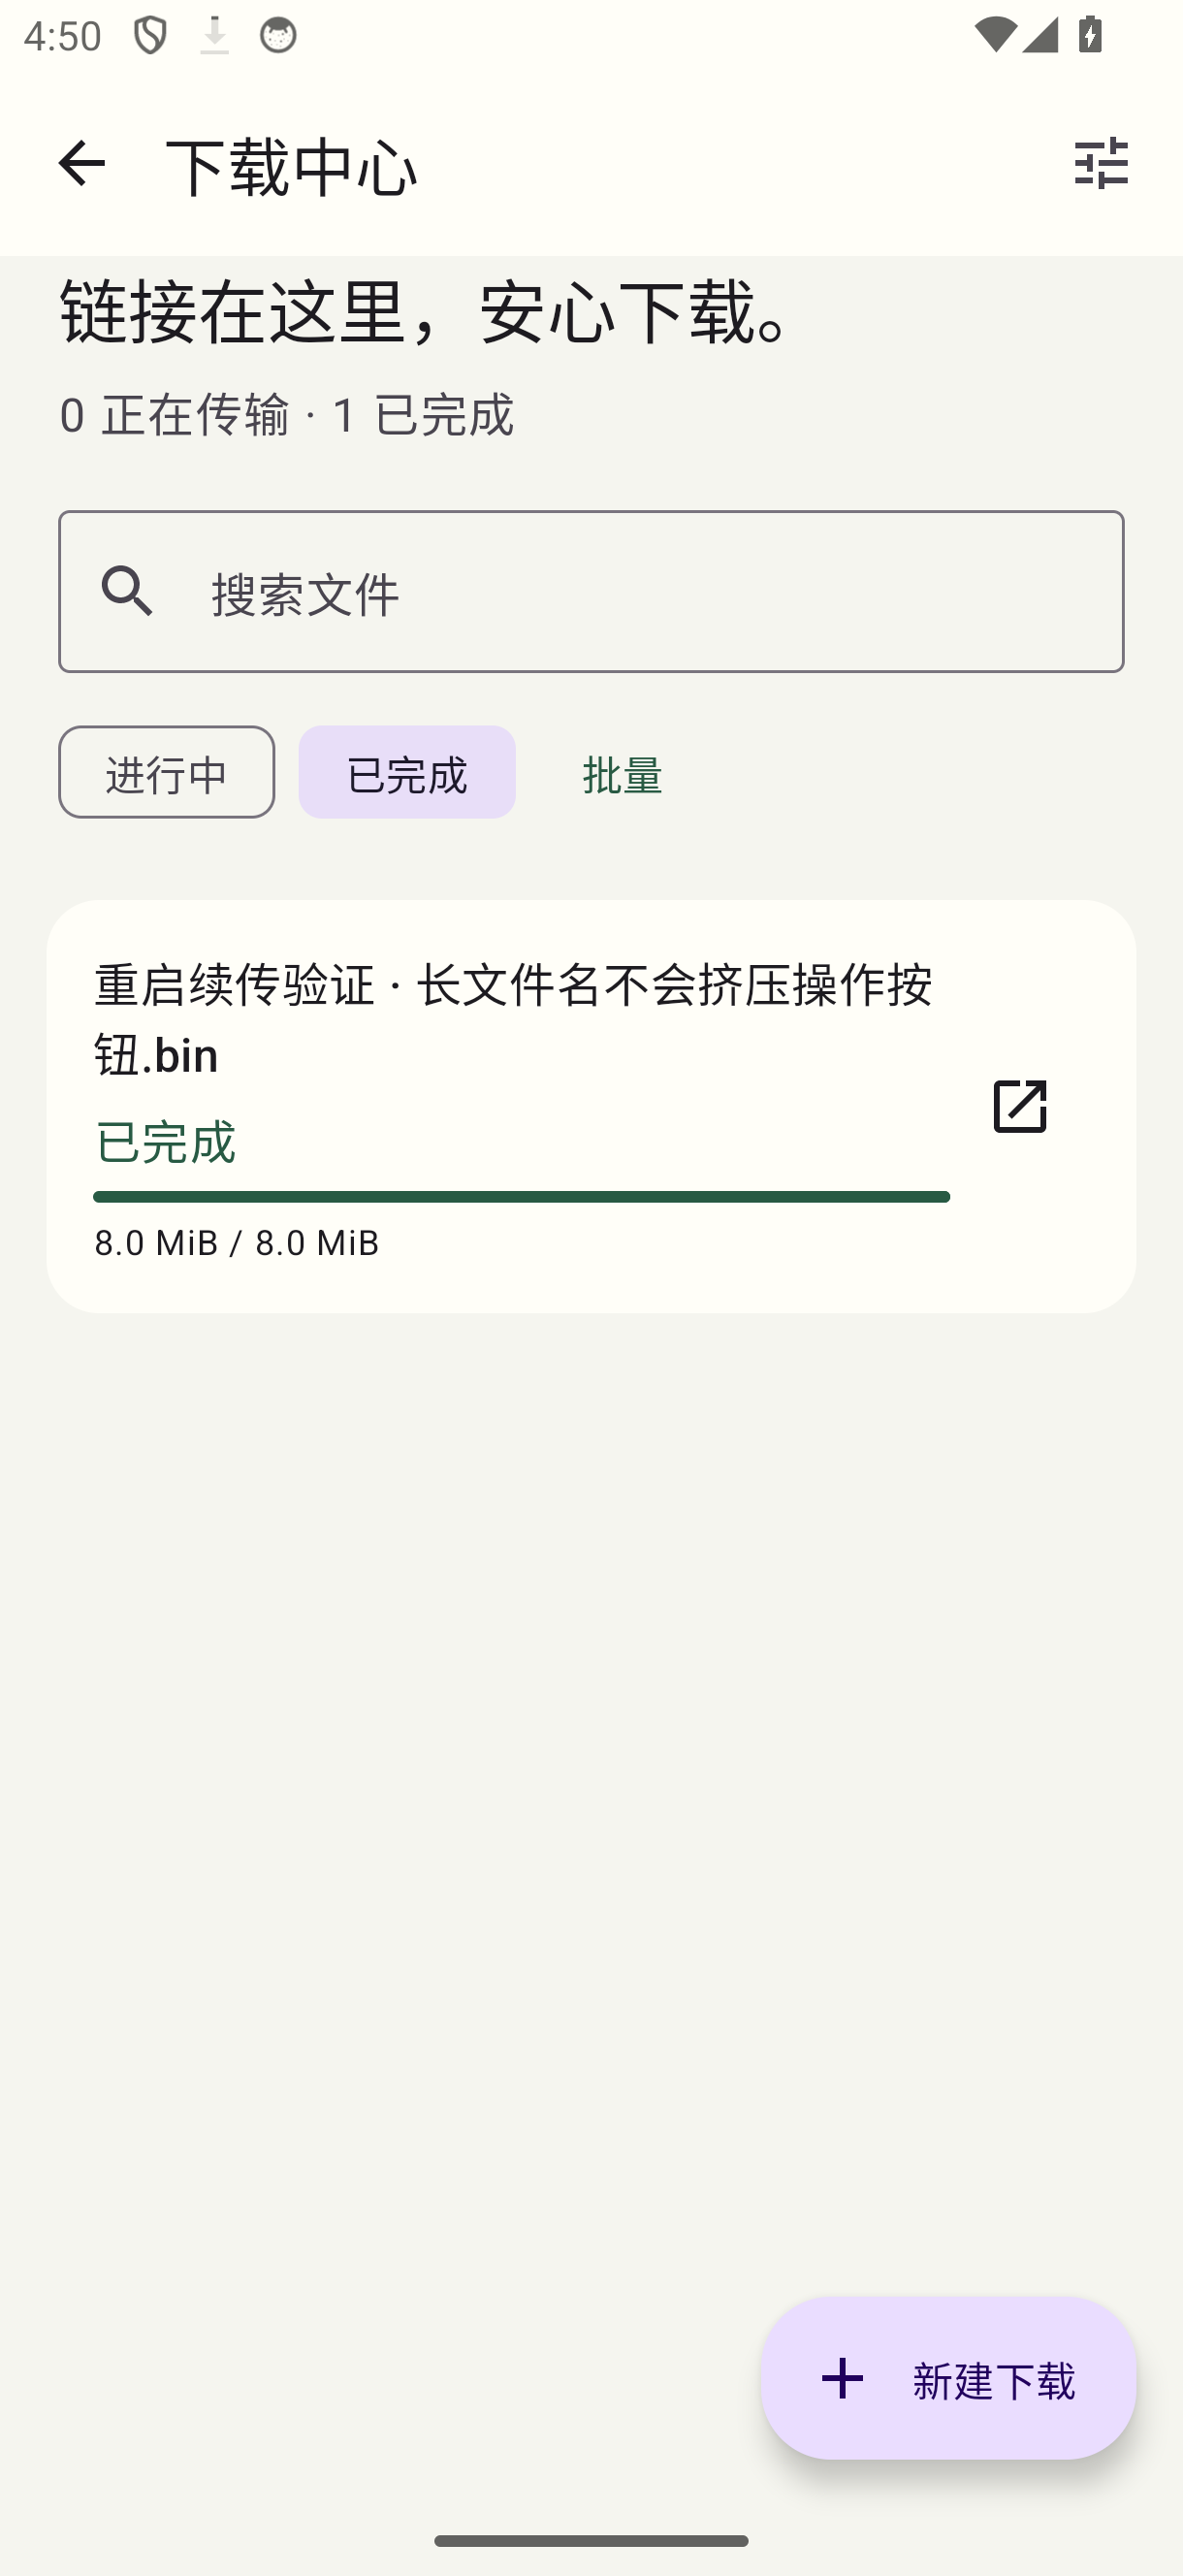 4:50
下载中心
链接在这里，安心下载。
0 正在传输 · 1 已完成
搜索文件
进行中 已完成 批量
重启续传验证 · 长文件名不会挤压操作按
钮.bin
已完成
8.0 MiB / 8.0 MiB
新建下载